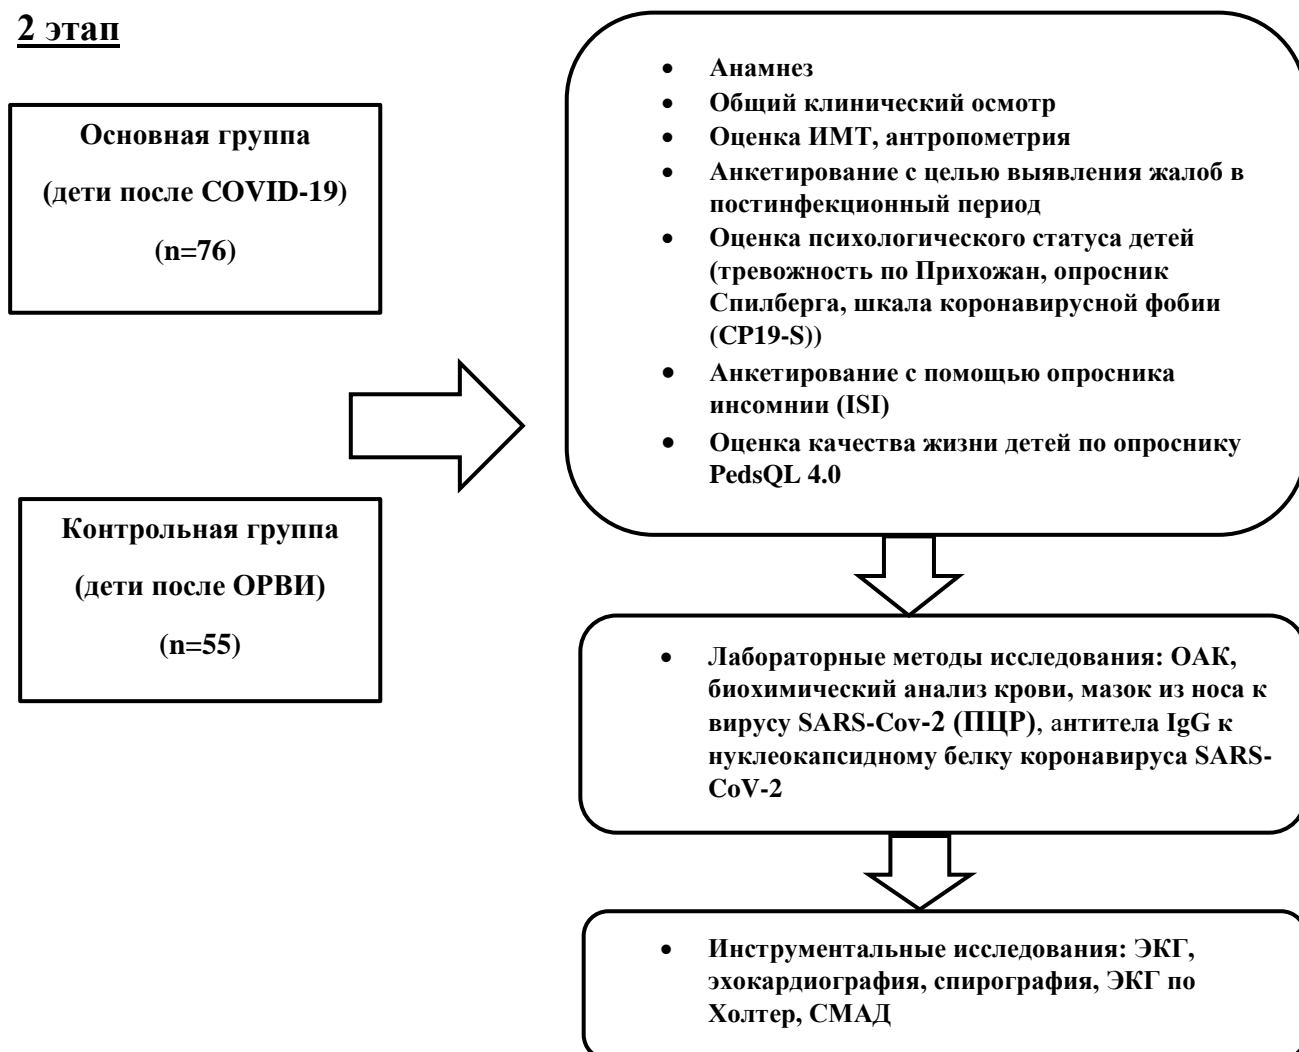 2 этап
Основная группа
(дети после COVID-19)
(n=76)
Контрольная группа
(дети после ОРВИ)
(n=55)
• Анамнез
• Общий клинический осмотр
• Оценка ИМТ, антропометрия
• Анкетирование с целью выявления жалоб в
постинфекционный период
• Оценка психологического статуса детей
(тревожность по Прихожан, опросник
Спилберга, шкала коронавирусной фобии
(CP19-S))
• Анкетирование с помощью опросника
инсомнии (ISI)
• Оценка качества жизни детей по опроснику
PedsQL 4.0
• Лабораторные методы исследования: ОАК,
биохимический анализ крови, мазок из носа к
вирусу SARS-Cov-2 (ПЦР), антитела IgG к
нуклеокапсидному белку коронавируса SARS-
CoV-2
• Инструментальные исследования: ЭКГ,
эхокардиография, спирография, ЭКГ по
Холтер, СМАД